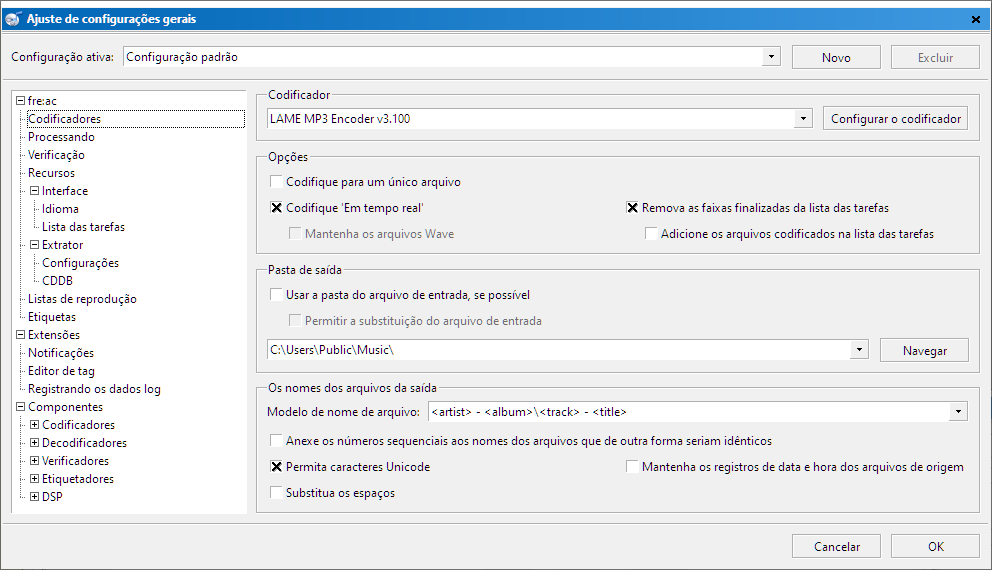 Ajuste de configurações gerais
Configuração ativa: Configuração padrão Novo Excluir
fre:ac
Codificadores
Processando
Verificação
Recursos
Interface
Idioma
Lista das tarefas
Extrator
Configurações
CDDB
Listas de reprodução
Etiquetas
Extensões
Notificações
Editor de tag
Registrando os dados log
Componentes
Codificadores
Decodificadores
Verificadores
Etiquetadores
DSP
Codificador
LAME MP3 Encoder v3.100 Configurar o codificador
Opções
Codifique para um único arquivo
Codifique 'Em tempo real' Remova as faixas finalizadas da lista das tarefas
Mantenha os arquivos Wave Adicione os arquivos codificados na lista das tarefas
Pasta de saída
Usar a pasta do arquivo de entrada, se possível
Permitir a substituição do arquivo de entrada
C:\Users\Public\Music\ Navegar
Os nomes dos arquivos da saída
Modelo de nome de arquivo: <artist> - <album>\<track> - <title>
Anexe os números sequenciais aos nomes dos arquivos que de outra forma seriam idênticos
Permita caracteres Unicode Mantenha os registros de data e hora dos arquivos de origem
Substitua os espaços
Cancelar OK